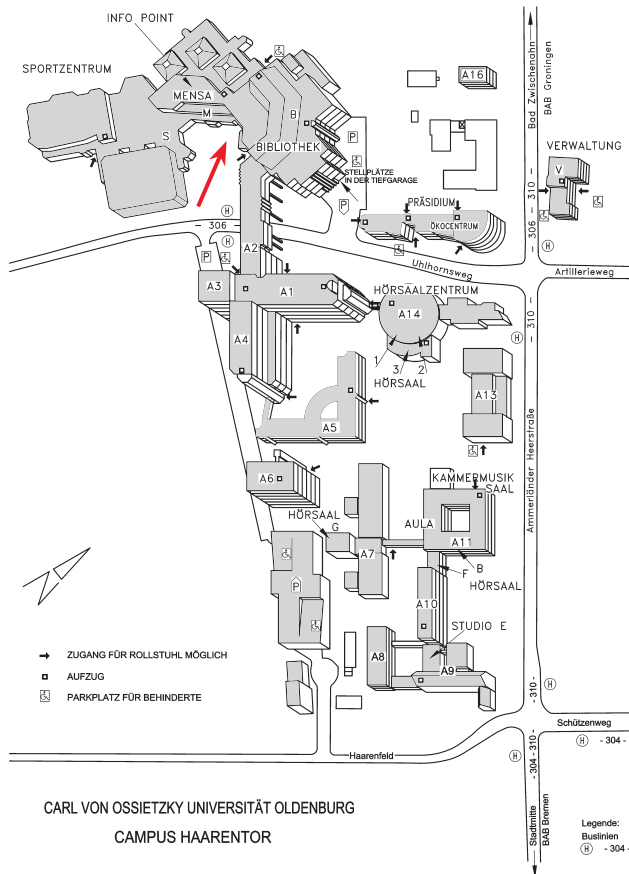 INFO POINT
SPORTZENTRUM
MENSA
M
S
B
BIBLIOTHEK
P
STELLPLÄTZE
IN DER TIEFGARAGE
P
A16
Bad Zwischenahn
BAB Groningen
VERWALTUNG
V
- 306 - 310 -
H
PRÄSIDIUM
ÖKOCENTRUM
H
- 306 -
H
A2
Uhlhornsweg
Artillerieweg
P
A3
A1
HÖRSAALZENTRUM
A14
- 310 -
H
A4
1
3
2
HÖRSAAL
A5
A13
Ammerländer Heerstraße
A6
KAMMERMUSIK
SAAL
HÖRSAAL
G
AULA
A7
A11
B
F
HÖRSAAL
P
A10
STUDIO E
A8
A9
ZUGANG FÜR ROLLSTUHL MÖGLICH
AUFZUG
PARKPLATZ FÜR BEHINDERTE
- 310 -
H
Schützenweg
H - 304 -
Haarenfeld
H
- 304 - 310 -
Stadtmitte
BAB Bremen
CARL VON OSSIETZKY UNIVERSITÄT OLDENBURG
CAMPUS HAARENTOR
Legende:
Buslinien
H - 304 -